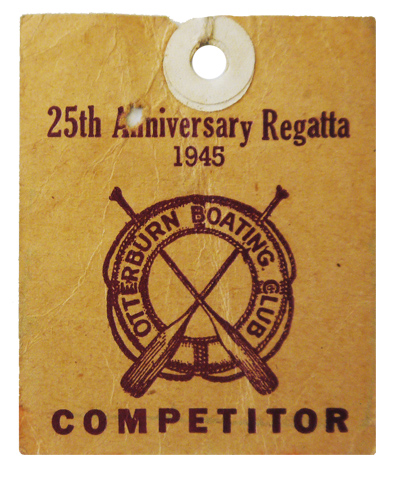 25th Anniversary Regatta
1945
OTTERBURN BOATING CLUB
COMPETITOR